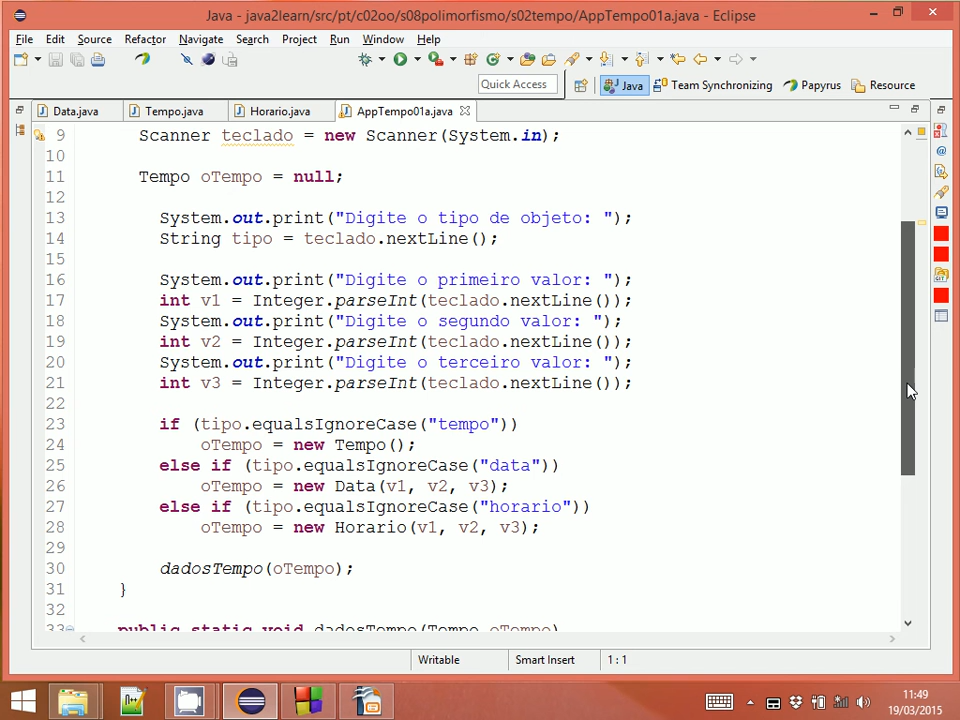 Java - java2learn/src/pt/c02oo/s08polimorfismo/s02tempo/AppTempo01a.java - Eclipse
File Edit Source Refactor Navigate Search Project Run Window Help
Quick Access Java Team Synchronizing Papyrus Resource
Data.java Tempo.java Horario.java AppTempo01a.java
9 Scanner teclado = new Scanner(System.in);
10
11 Tempo oTempo = null;
12
13 System.out.print("Digite o tipo de objeto: ");
14 String tipo = teclado.nextLine();
15
16 System.out.print("Digite o primeiro valor: ");
17 int v1 = Integer.parseInt(teclado.nextLine());
18 System.out.print("Digite o segundo valor: ");
19 int v2 = Integer.parseInt(teclado.nextLine());
20 System.out.print("Digite o terceiro valor: ");
21 int v3 = Integer.parseInt(teclado.nextLine());
22
23 if (tipo.equalsIgnoreCase("tempo"))
24 oTempo = new Tempo();
25 else if (tipo.equalsIgnoreCase("data"))
26 oTempo = new Data(v1, v2, v3);
27 else if (tipo.equalsIgnoreCase("horario"))
28 oTempo = new Horario(v1, v2, v3);
29
30 dadosTempo(oTempo);
31 }
32
33 public static void dadosTempo(Tempo oTempo)
Writable Smart Insert 1 : 1
11:49
19/03/2015